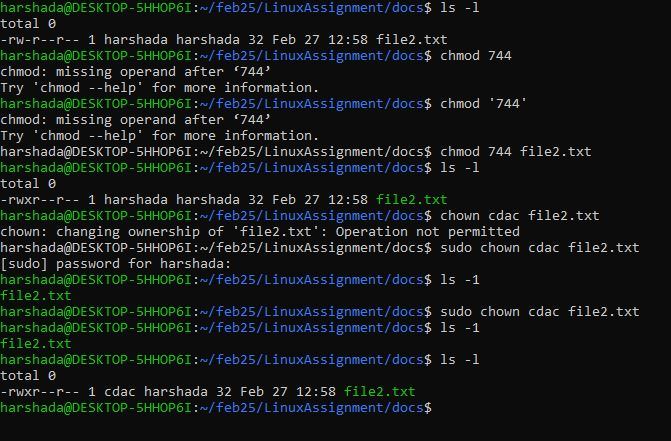 harshada@DESKTOP-5HHOP6I:~/feb25/LinuxAssignment/docs$ ls -l
total 0
-rw-r--r-- 1 harshada harshada 32 Feb 27 12:58 file2.txt
harshada@DESKTOP-5HHOP6I:~/feb25/LinuxAssignment/docs$ chmod 744
chmod: missing operand after ‘744’
Try 'chmod --help' for more information.
harshada@DESKTOP-5HHOP6I:~/feb25/LinuxAssignment/docs$ chmod '744'
chmod: missing operand after ‘744’
Try 'chmod --help' for more information.
harshada@DESKTOP-5HHOP6I:~/feb25/LinuxAssignment/docs$ chmod 744 file2.txt
harshada@DESKTOP-5HHOP6I:~/feb25/LinuxAssignment/docs$ ls -l
total 0
-rwxr--r-- 1 harshada harshada 32 Feb 27 12:58 file2.txt
harshada@DESKTOP-5HHOP6I:~/feb25/LinuxAssignment/docs$ chown cdac file2.txt
chown: changing ownership of 'file2.txt': Operation not permitted
harshada@DESKTOP-5HHOP6I:~/feb25/LinuxAssignment/docs$ sudo chown cdac file2.txt
[sudo] password for harshada:
harshada@DESKTOP-5HHOP6I:~/feb25/LinuxAssignment/docs$ ls -1
file2.txt
harshada@DESKTOP-5HHOP6I:~/feb25/LinuxAssignment/docs$ sudo chown cdac file2.txt
harshada@DESKTOP-5HHOP6I:~/feb25/LinuxAssignment/docs$ ls -1
file2.txt
harshada@DESKTOP-5HHOP6I:~/feb25/LinuxAssignment/docs$ ls -l
total 0
-rwxr--r-- 1 cdac harshada 32 Feb 27 12:58 file2.txt
harshada@DESKTOP-5HHOP6I:~/feb25/LinuxAssignment/docs$